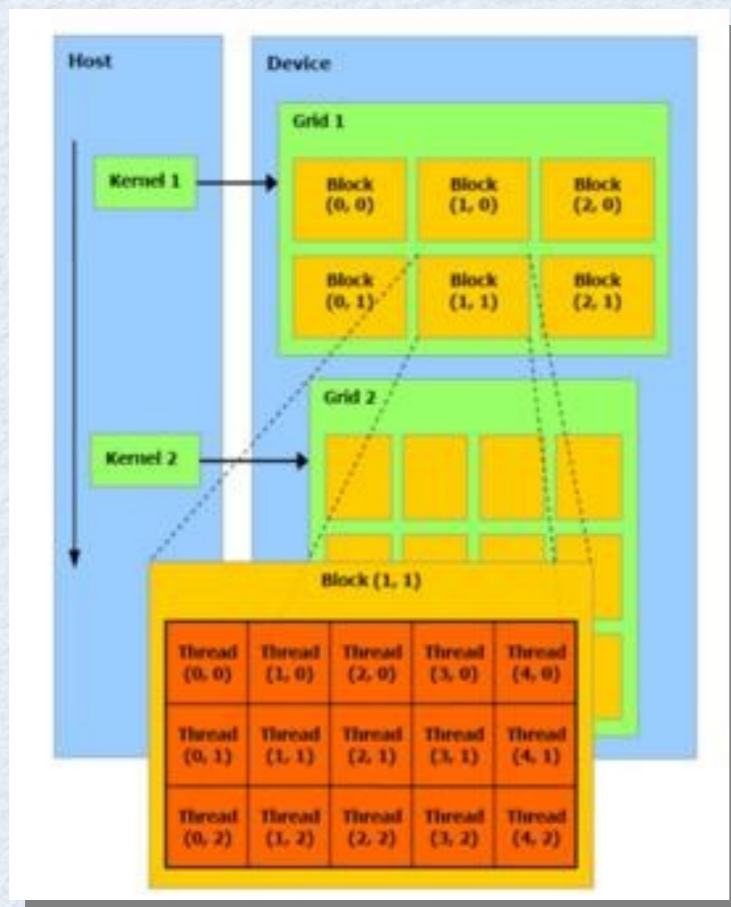 Host
Device
Grid 1
Kernel 1
Block
(0, 0)
Block
(1, 0)
Block
(2, 0)
Block
(0, 1)
Block
(1, 1)
Block
(2, 1)
Grid 2
Kernel 2
Block (1, 1)
Thread
(0, 0)
Thread
(1, 0)
Thread
(2, 0)
Thread
(3, 0)
Thread
(4, 0)
Thread
(0, 1)
Thread
(1, 1)
Thread
(2, 1)
Thread
(3, 1)
Thread
(4, 1)
Thread
(0, 2)
Thread
(1, 2)
Thread
(2, 2)
Thread
(3, 2)
Thread
(4, 2)